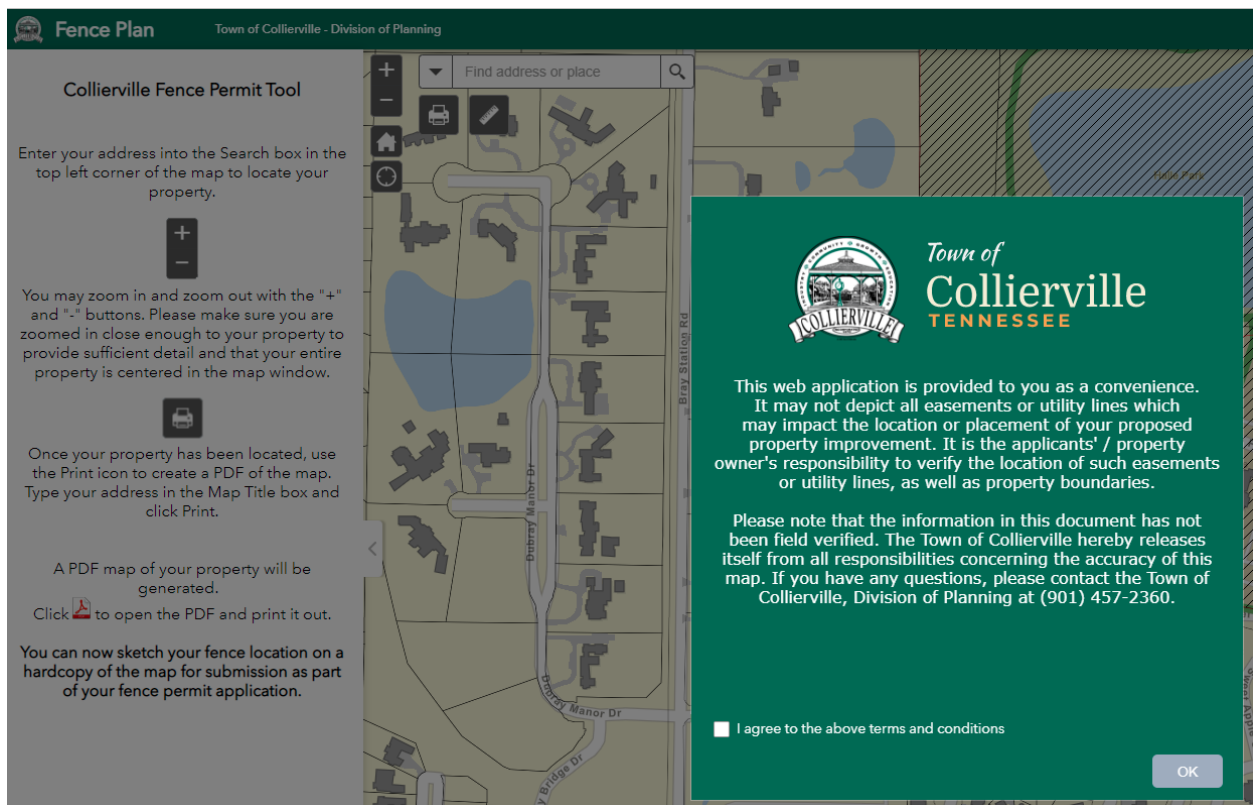 Fence Plan
Town of Collierville - Division of Planning
Collierville Fence Permit Tool
Enter your address into the Search box in the
top left corner of the map to locate your
property.
+
−
You may zoom in and zoom out with the "+"
and "-" buttons. Please make sure you are
zoomed in close enough to your property to
provide sufficient detail and that your entire
property is centered in the map window.
Once your property has been located, use
the Print icon to create a PDF of the map.
Type your address in the Map Title box and
click Print.
A PDF map of your property will be
generated.
Click to open the PDF and print it out.
You can now sketch your fence location on a
hardcopy of the map for submission as part
of your fence permit application.
+
−
Find address or place
Halle Park
Bray Station Rd
Dubray Manor Dr
Dubray Manor Dr
Bridge Dr
COLLIERVILLE
Town of
Collierville
TENNESSEE
This web application is provided to you as a convenience.
It may not depict all easements or utility lines which
may impact the location or placement of your proposed
property improvement. It is the applicants' / property
owner's responsibility to verify the location of such easements
or utility lines, as well as property boundaries.
Please note that the information in this document has not
been field verified. The Town of Collierville hereby releases
itself from all responsibilities concerning the accuracy of this
map. If you have any questions, please contact the Town of
Collierville, Division of Planning at (901) 457-2360.
I agree to the above terms and conditions
OK